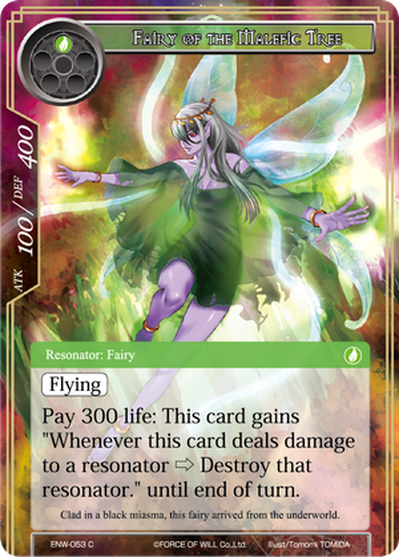 Fairy of the Malefic Tree
ATK 100 / DEF 400
Resonator: Fairy
Flying
Pay 300 life: This card gains
"Whenever this card deals damage
to a resonator ⇨ Destroy that
resonator." until end of turn.
Clad in a black miasma, this fairy arrived from the underworld.
ENW-053 C ©FORCE OF WILL Co.,Ltd. Illust/Tomomi TOMIDA